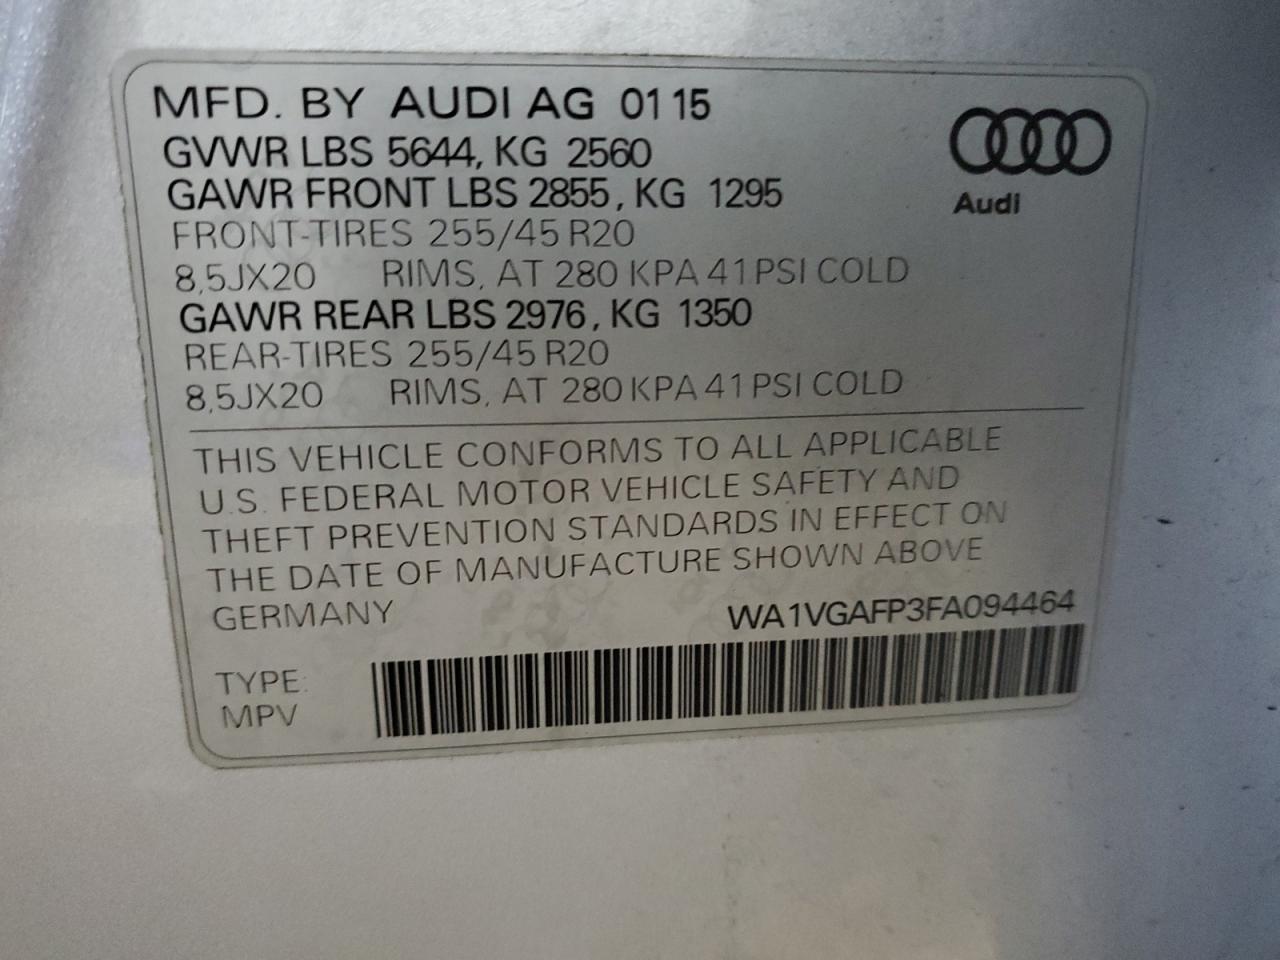 MFD. BY AUDI AG 01 15
GVWR LBS 5644, KG 2560
GAWR FRONT LBS 2855, KG 1295
FRONT-TIRES 255/45 R20
8,5JX20 RIMS, AT 280 KPA 41 PSI COLD
GAWR REAR LBS 2976, KG 1350
REAR-TIRES 255/45 R20
8,5JX20 RIMS, AT 280 KPA 41 PSI COLD
Audi
THIS VEHICLE CONFORMS TO ALL APPLICABLE
U.S. FEDERAL MOTOR VEHICLE SAFETY AND
THEFT PREVENTION STANDARDS IN EFFECT ON
THE DATE OF MANUFACTURE SHOWN ABOVE
GERMANY WA1VGAFP3FA094464
TYPE:
MPV